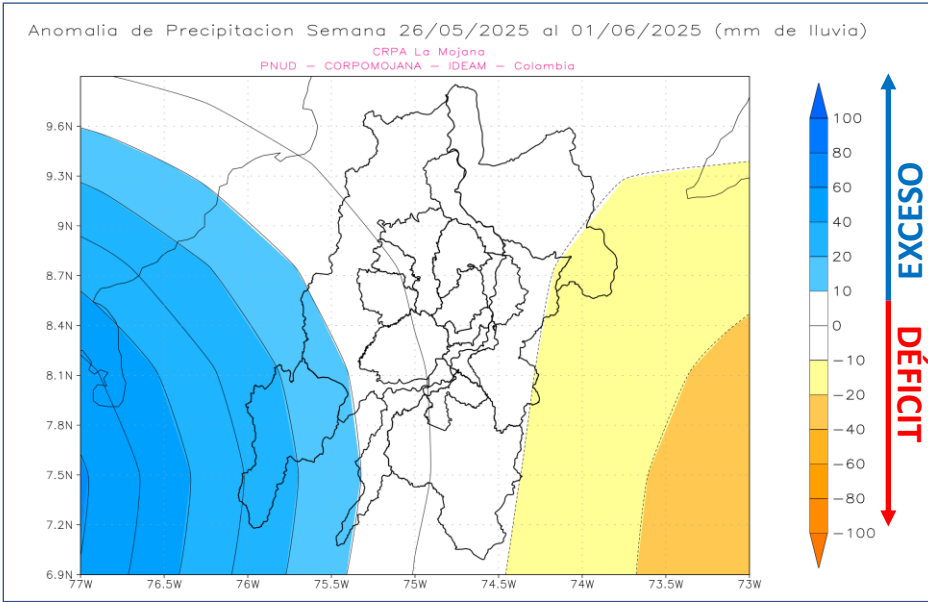 Anomalia de Precipitacion Semana 26/05/2025 al 01/06/2025 (mm de lluvia)
CRPA La Mojana
PNUD – CORPOMOJANA – IDEAM – Colombia
9.6N
9.3N
9N
8.7N
8.4N
8.1N
7.8N
7.5N
7.2N
6.9N
77W
76.5W
76W
75.5W
75W
74.5W
74W
73.5W
73W
100
80
60
40
20
10
0
−10
−20
−40
−60
−80
−100
EXCESO
DÉFICIT